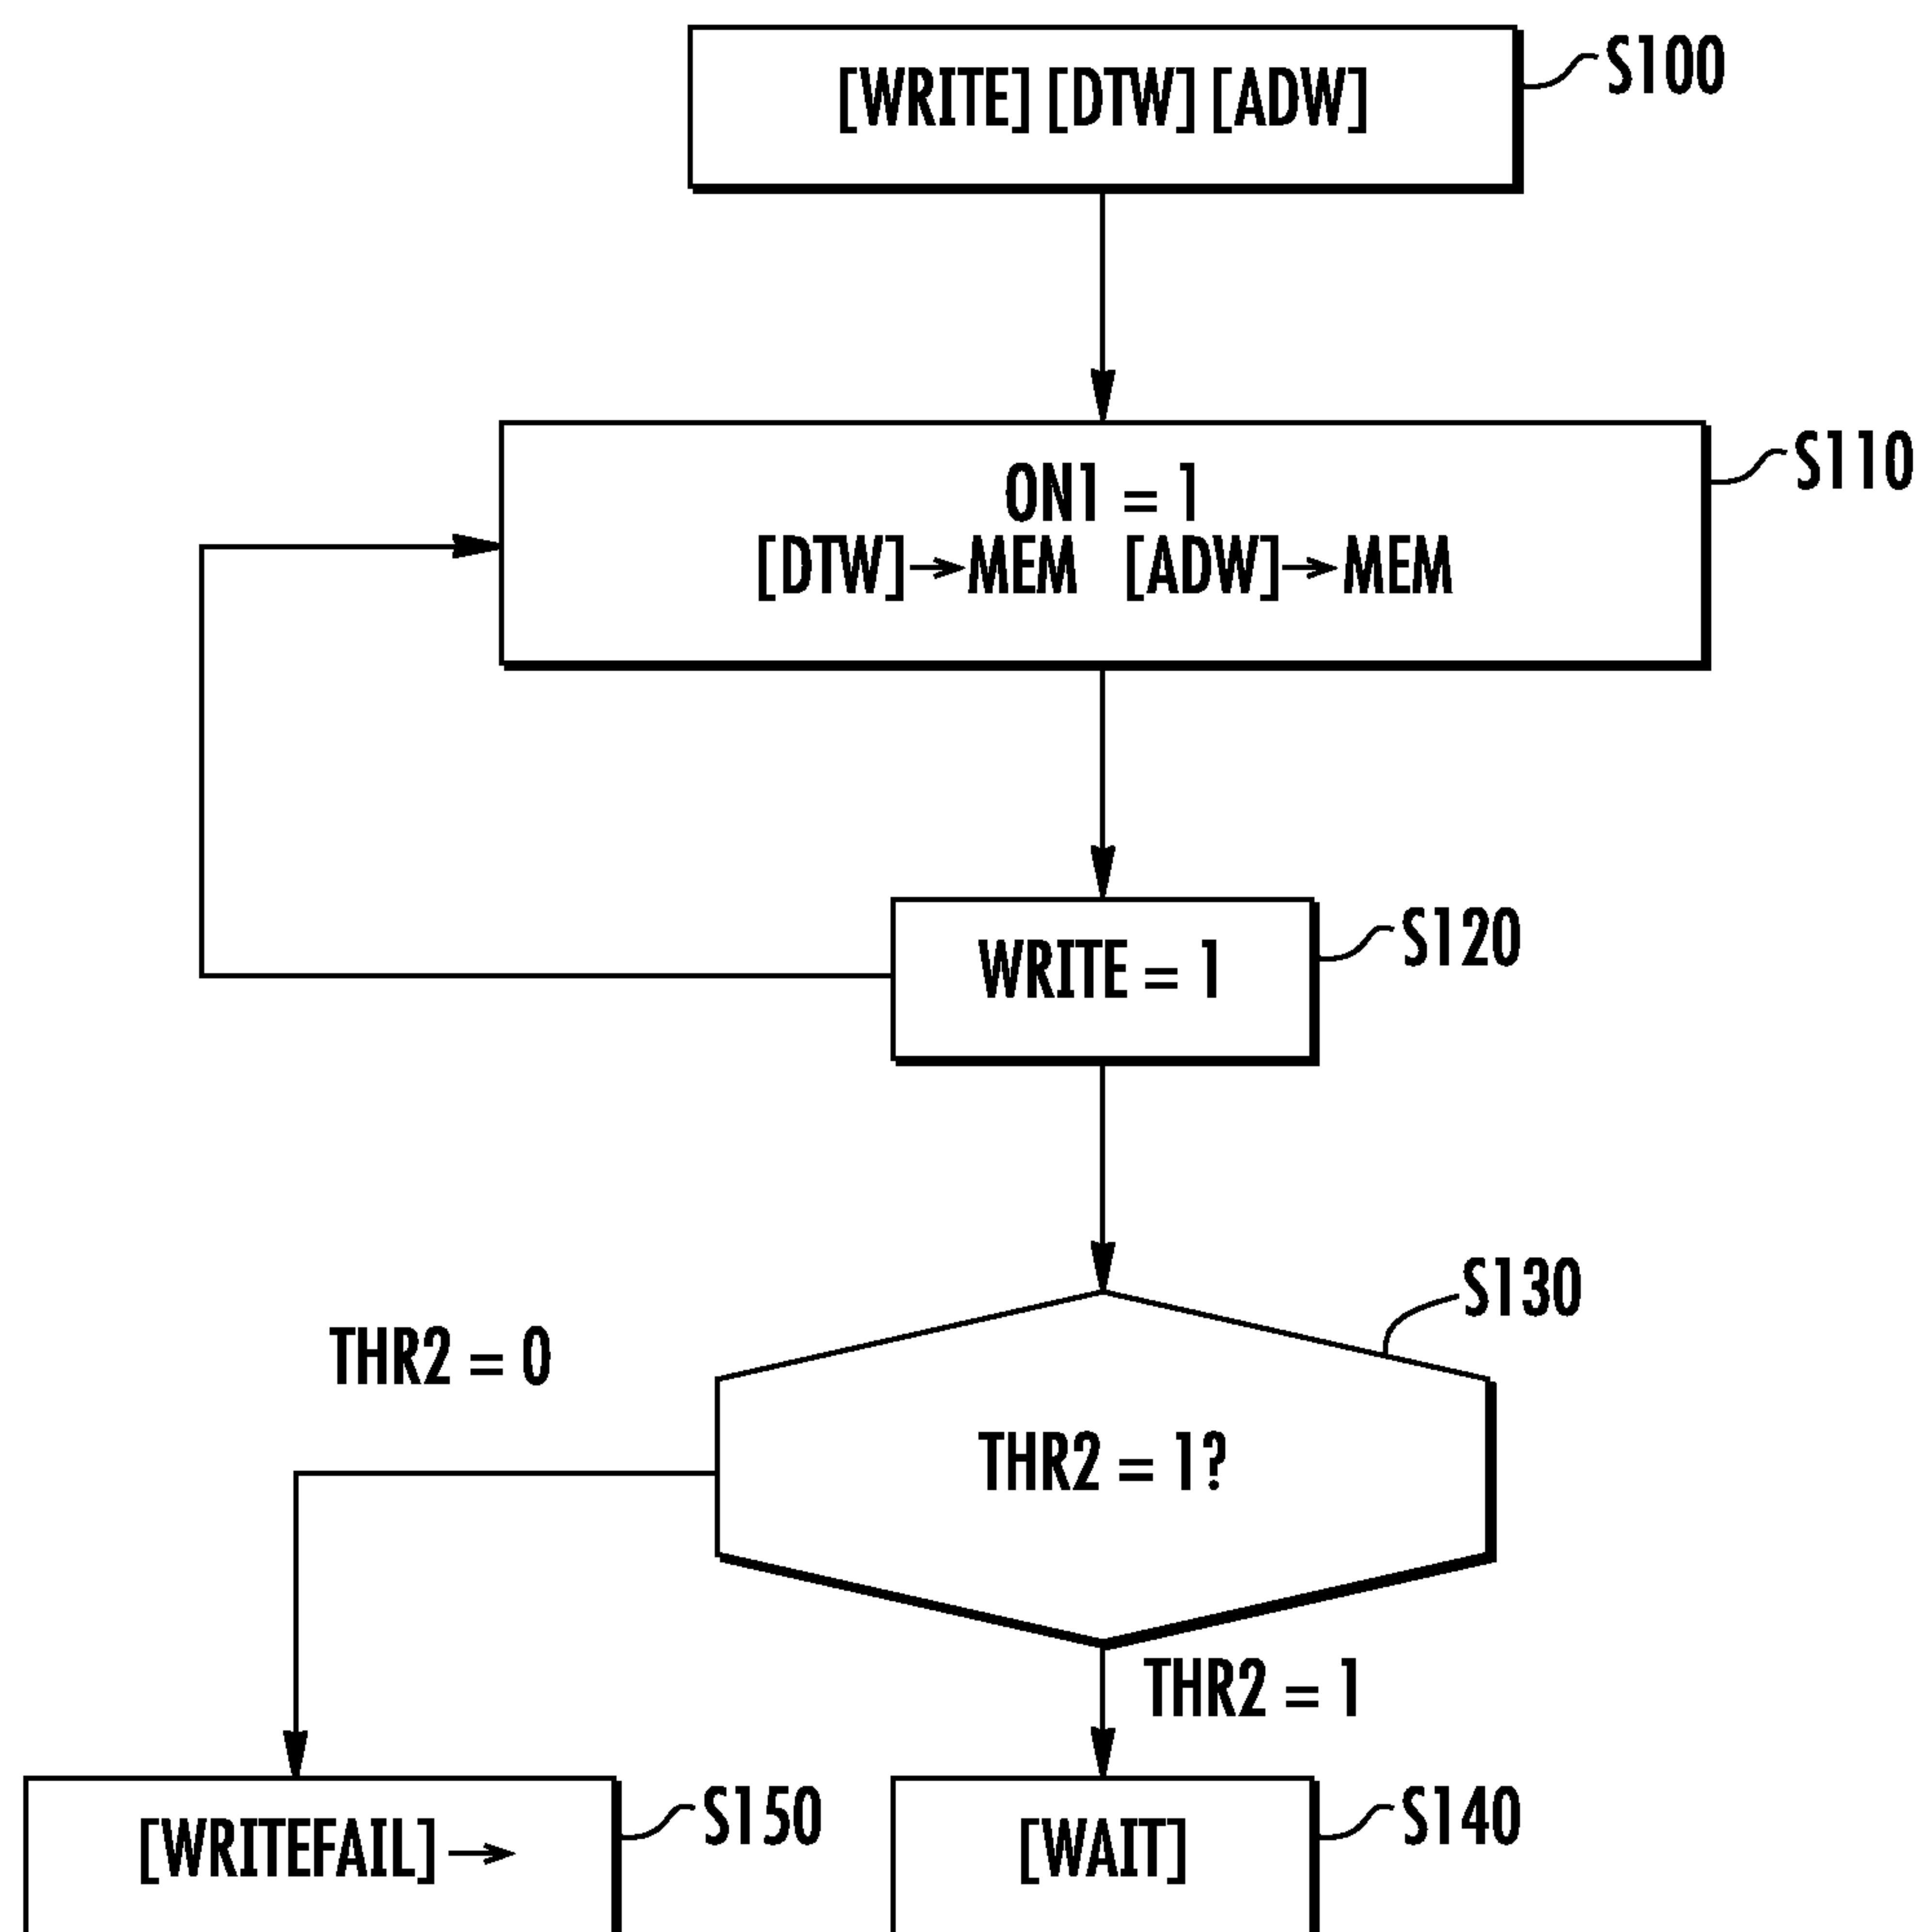 [WRITE] [DTW] [ADW]
S100
ON1 = 1
[DTW]→MEM [ADW]→MEM
S110
WRITE = 1
S120
S130
THR2 = 0
THR2 = 1?
THR2 = 1
[WRITEFAIL]→
S150
[WAIT]
S140